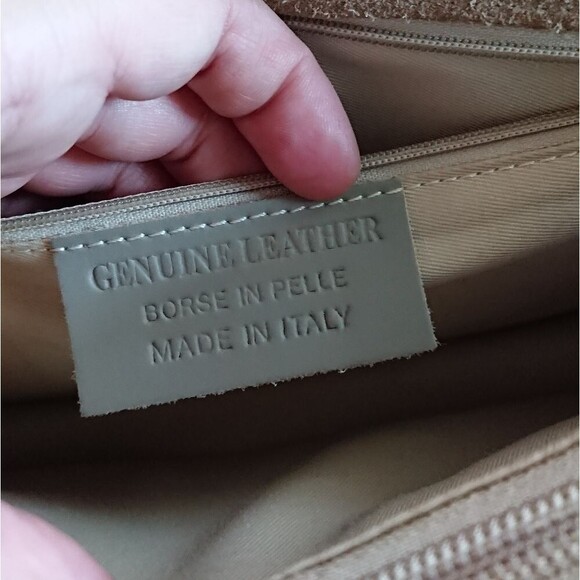 GENUINE LEATHER
BORSE IN PELLE
MADE IN ITALY